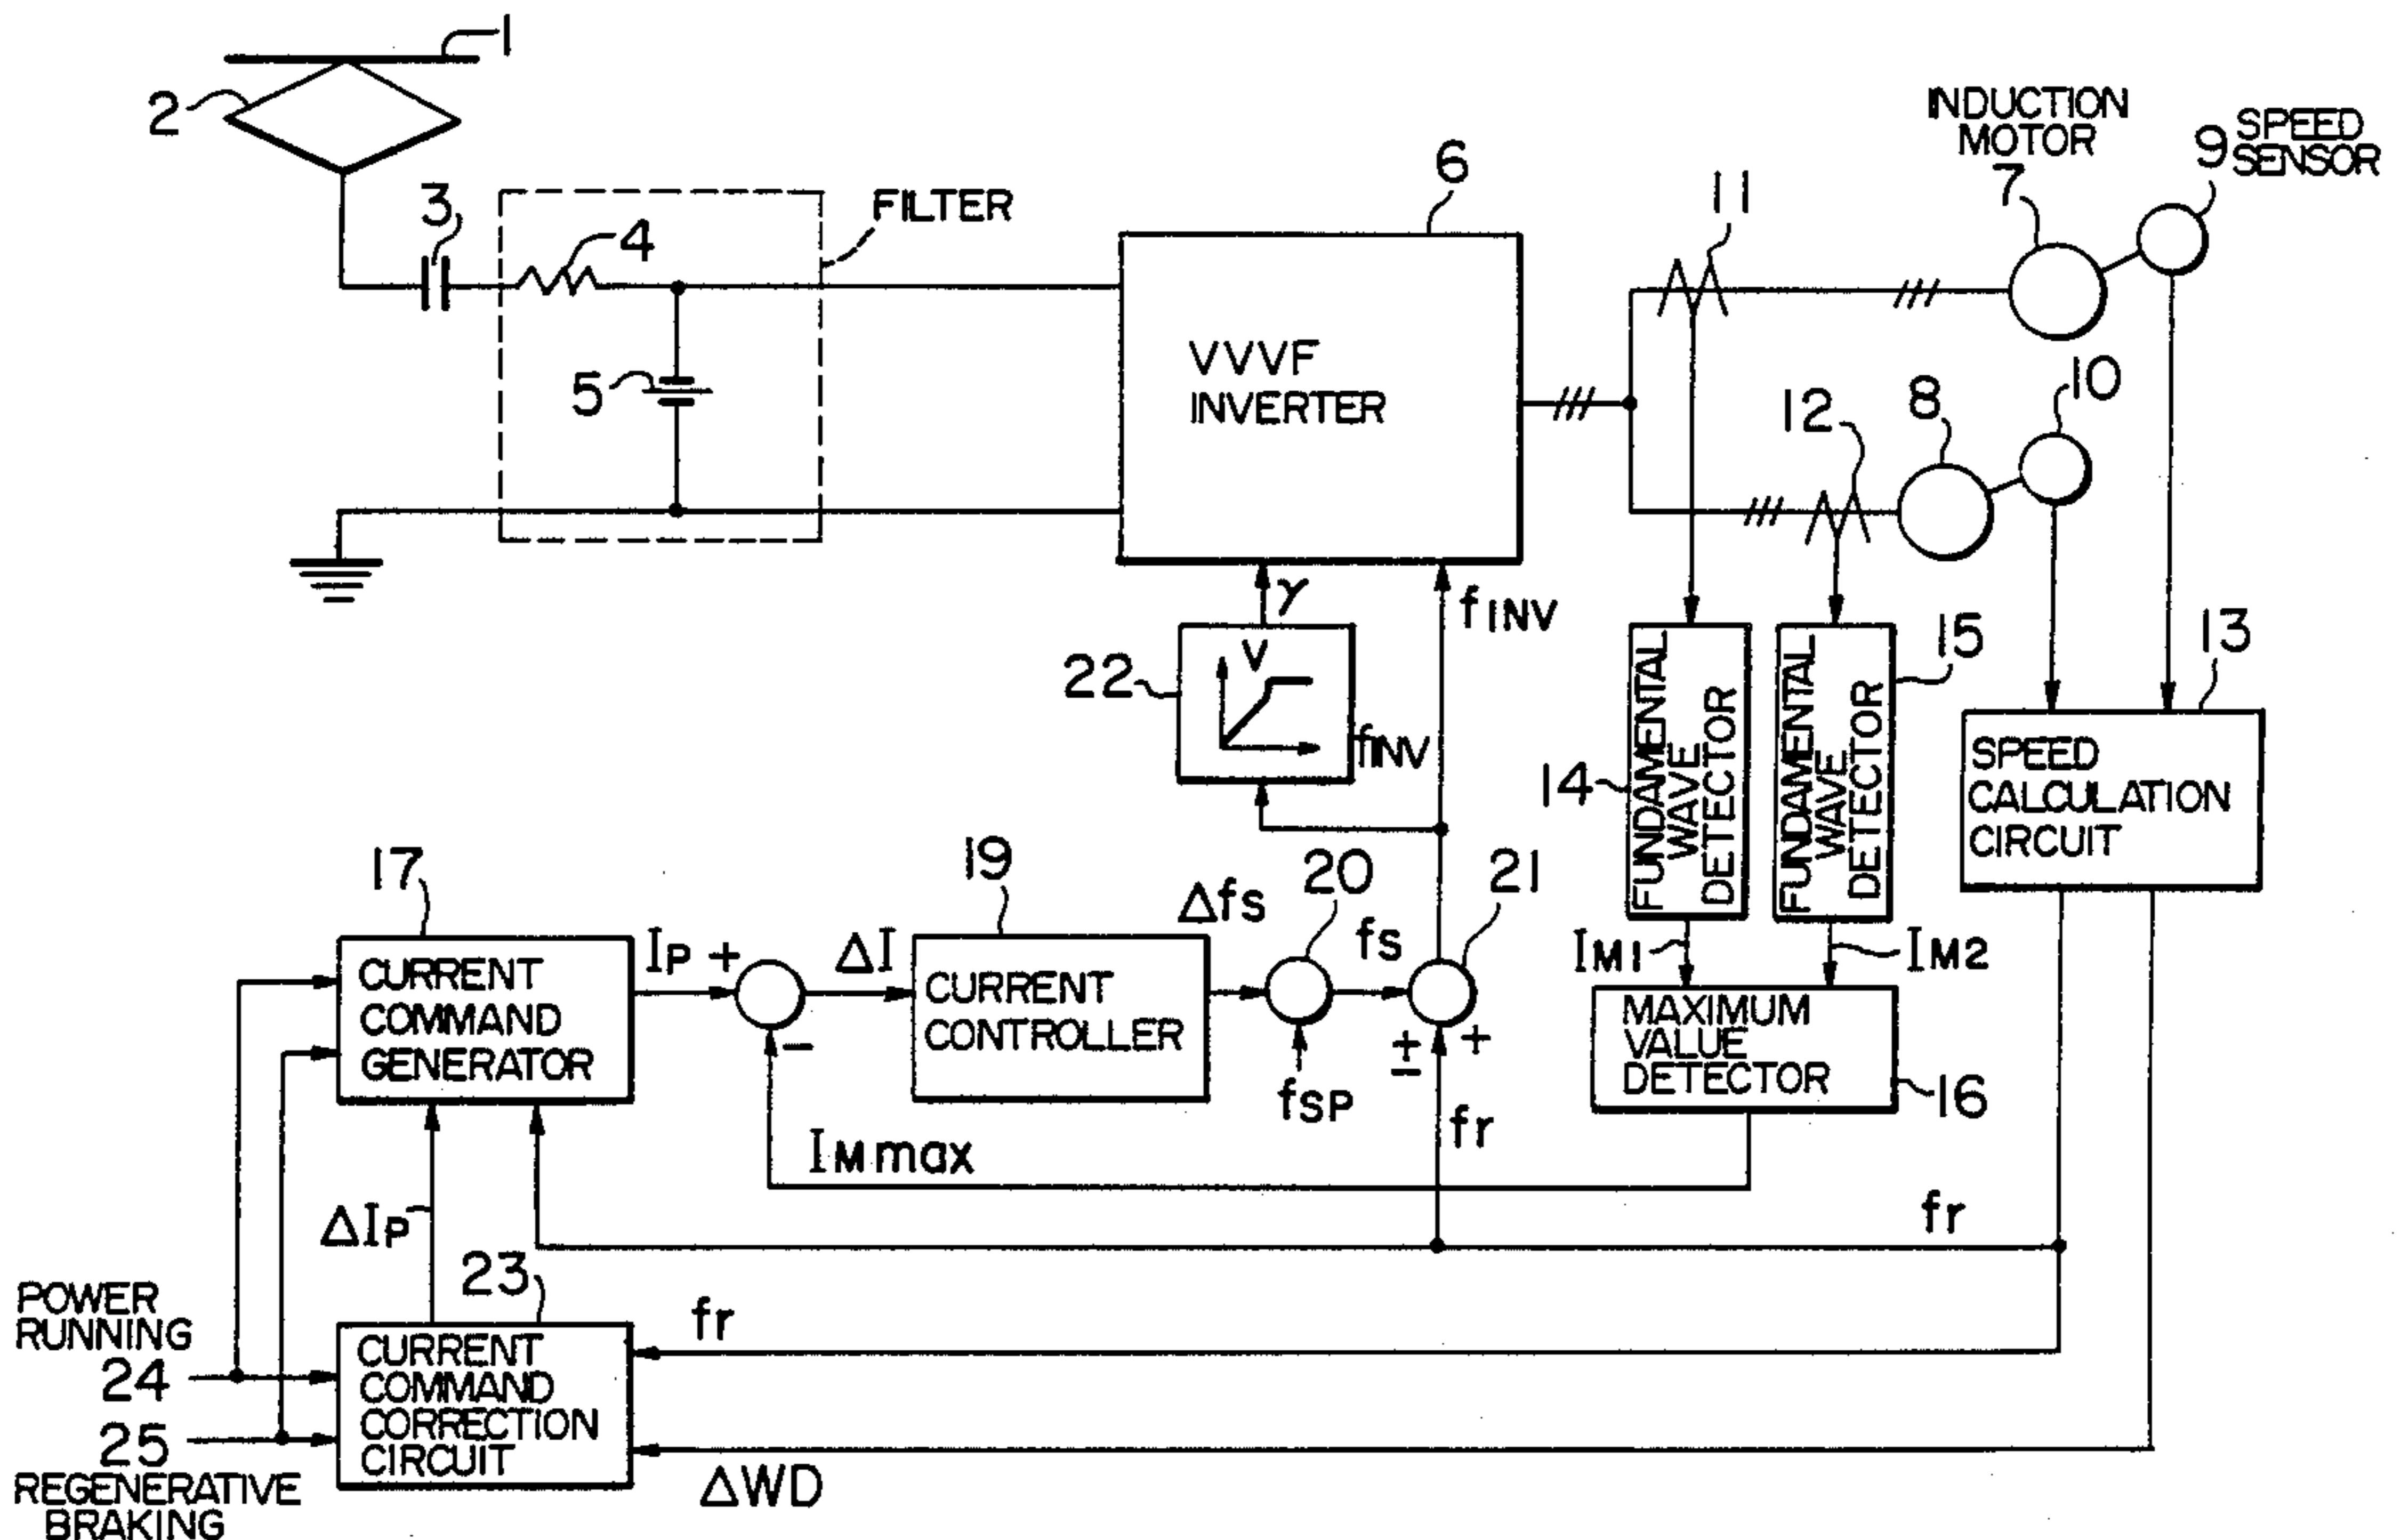 1
2
3
4
FILTER
5
6
VVVF
INVERTER
11
INDUCTION
MOTOR
7
9 SPEED
SENSOR
12
8
10
γ
fINV
22
V
fINV
14
FUNDAMENTAL
WAVE
DETECTOR
FUNDAMENTAL
WAVE
DETECTOR
15
13
SPEED
CALCULATION
CIRCUIT
17
CURRENT
COMMAND
GENERATOR
IP +
−
ΔI
19
CURRENT
CONTROLLER
Δfs
20
fs
21
fSP
± +
fr
IM1
IM2
MAXIMUM
VALUE
DETECTOR
16
IMmax
fr
ΔIP
23
POWER
RUNNING
24
25
REGENERATIVE
BRAKING
CURRENT
COMMAND
CORRECTION
CIRCUIT
fr
ΔWD